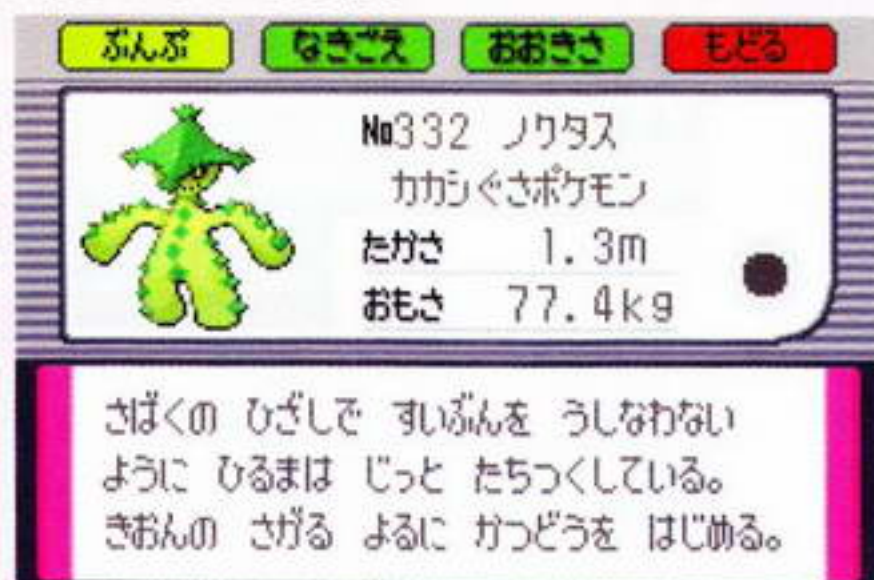 ぶんぷ なきごえ おおきさ もどる
No332 ノクタス
カカシぐさポケモン
たかさ 1.3m
おもさ 77.4kg
さばくの ひざしで すいぶんを うしなわない
ように ひるまは じっと たちつくしている。
きおんの さがる よるに かつどうを はじめる。